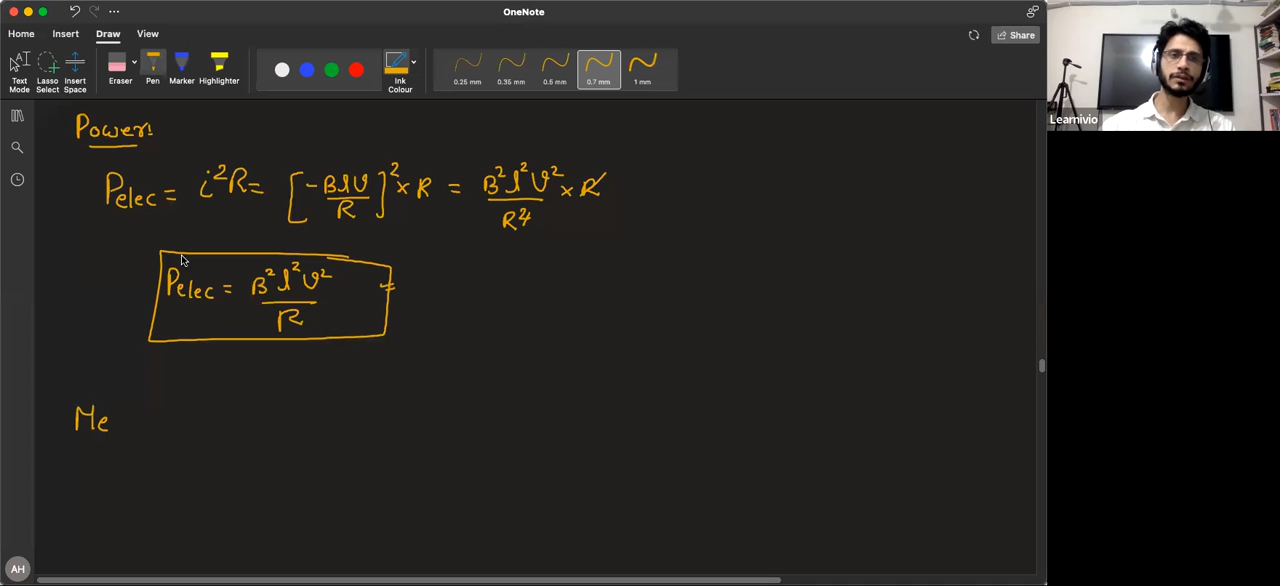 OneNote
Home Insert Draw View
Share
Text Mode
Lasso Select
Insert Space
Eraser
Pen
Marker
Highlighter
Ink Colour
0.25 mm
0.35 mm
0.5 mm
0.7 mm
1 mm
Learnivio
Power:
Pelec = i²R = [-Blv/R]² × R = B²l²v²/R² × R
Pelec = B²l²v²/R =
Me
AH